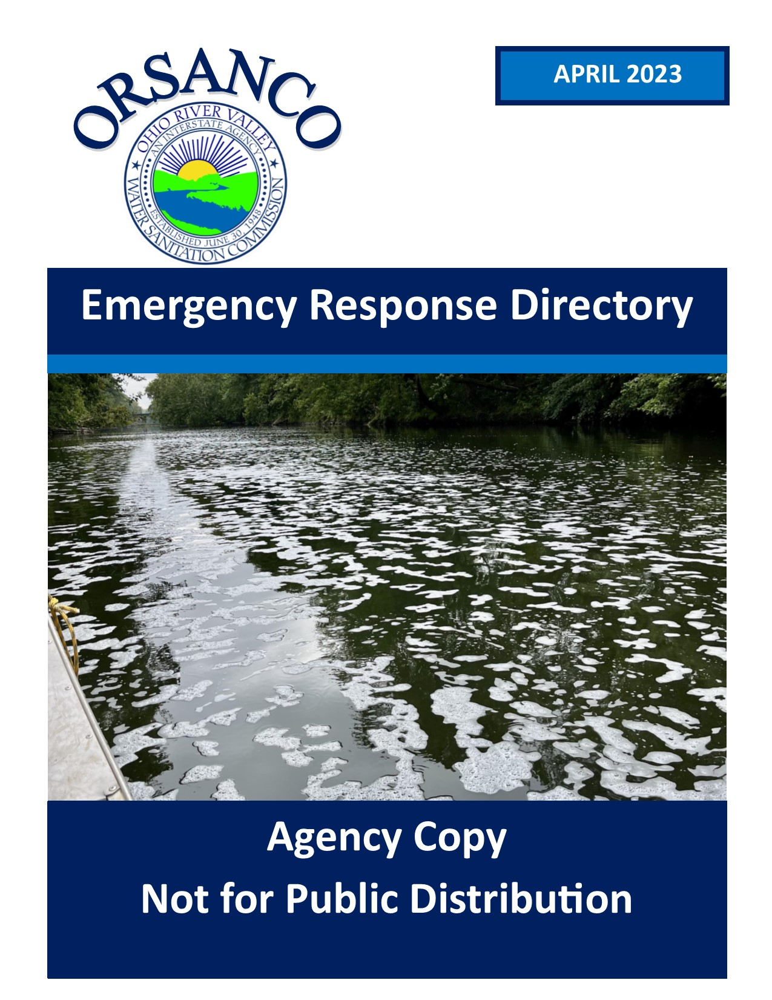 ORSANCO
APRIL 2023
OHIO RIVER VALLEY
AN INTERSTATE AGENCY
ESTABLISHED JUNE 30, 1948
WATER SANITATION COMMISSION
Emergency Response Directory
Agency Copy
Not for Public Distribution